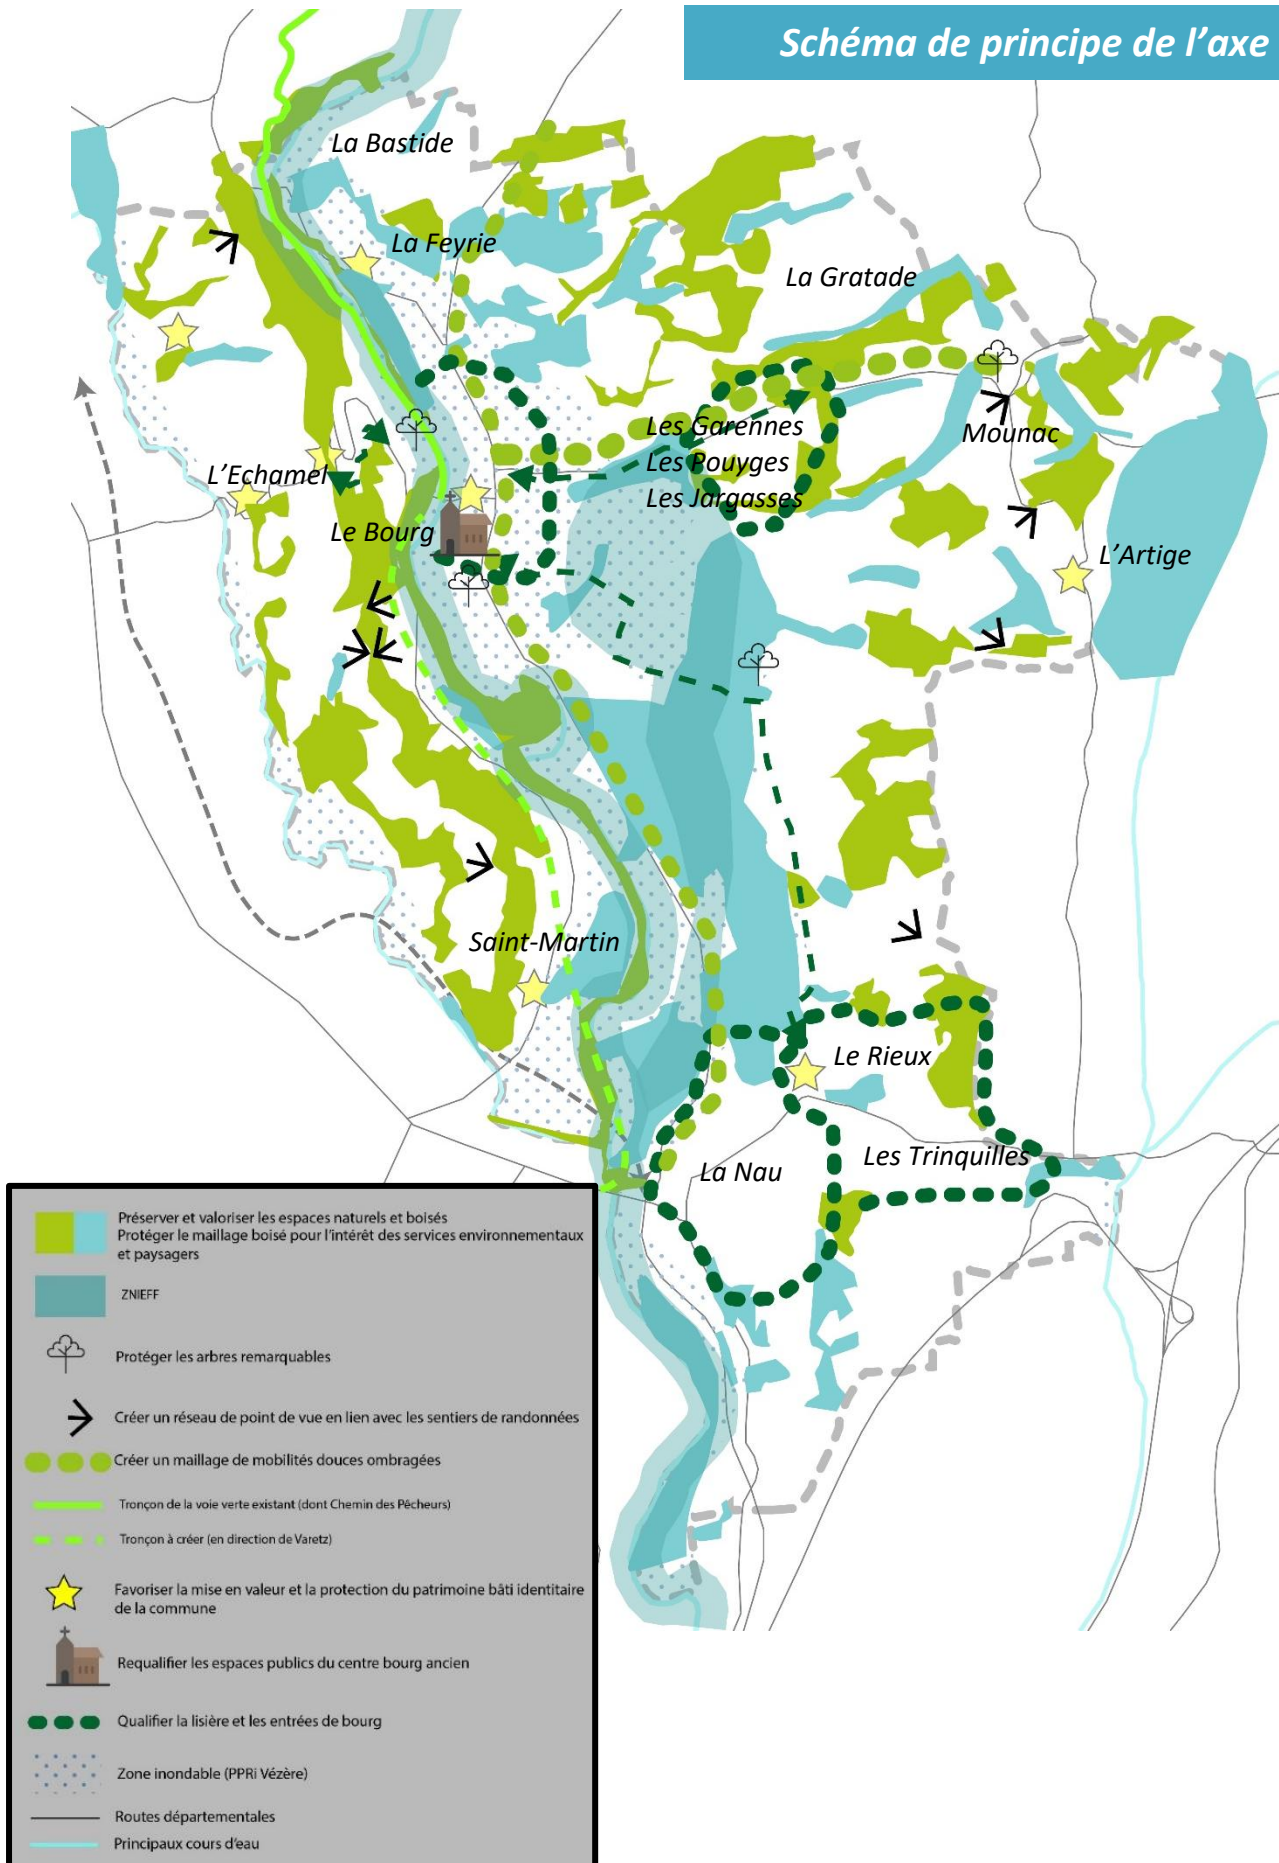 Schéma de principe de l’axe
La Bastide
La Feyrie
La Gratade
Les Garennes
Les Pouyges
Les Jargasses
Mounac
L’Echamel
Le Bourg
L’Artige
Saint-Martin
Le Rieux
La Nau
Les Trinquilles
Préserver et valoriser les espaces naturels et boisés
Protéger le maillage boisé pour l’intérêt des services environnementaux
et paysagers
ZNIEFF
Protéger les arbres remarquables
Créer un réseau de point de vue en lien avec les sentiers de randonnées
Créer un maillage de mobilités douces ombragées
Tronçon de la voie verte existant (dont Chemin des Pêcheurs)
Tronçon à créer (en direction de Varetz)
Favoriser la mise en valeur et la protection du patrimoine bâti identitaire
de la commune
Requalifier les espaces publics du centre bourg ancien
Qualifier la lisière et les entrées de bourg
Zone inondable (PPRi Vézère)
Routes départementales
Principaux cours d’eau